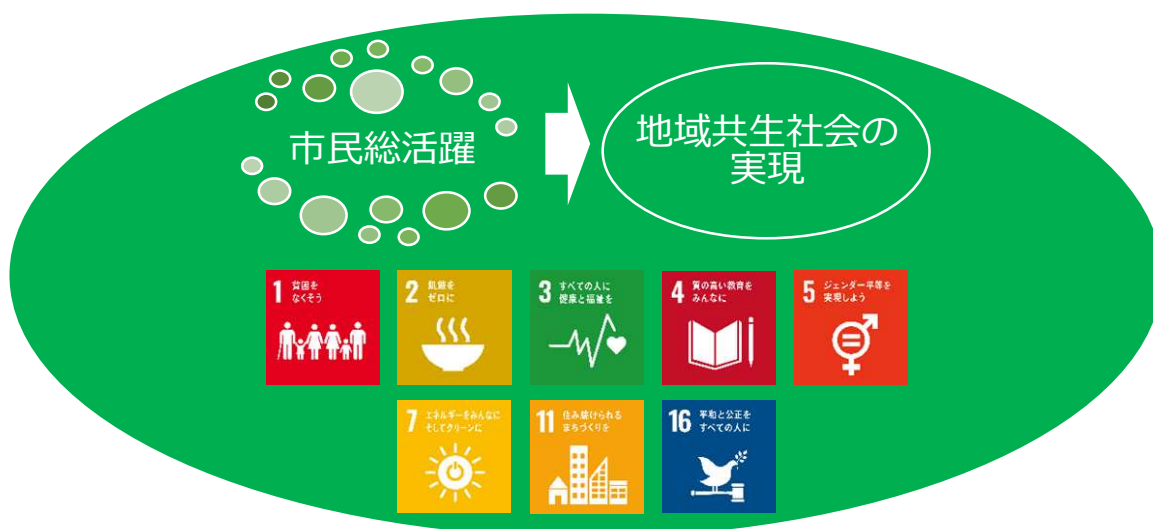 市民総活躍
地域共生社会の
実現
1 貧困を
なくそう
2 飢餓を
ゼロに
3 すべての人に
健康と福祉を
4 質の高い教育を
みんなに
5 ジェンダー平等を
実現しよう
7 エネルギーをみんなに
そしてクリーンに
11 住み続けられる
まちづくりを
16 平和と公正を
すべての人に